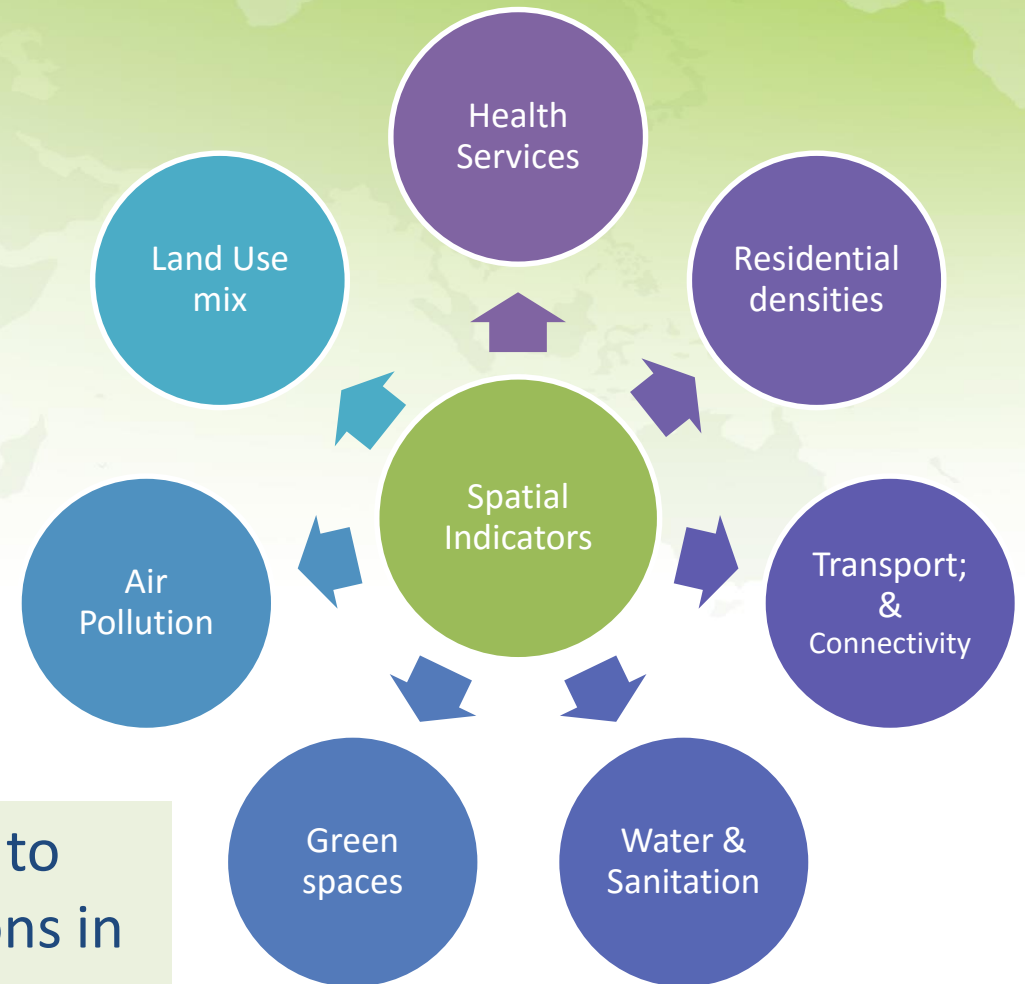 Health
Services
Residential
densities
Transport;
&
Connectivity
Water &
Sanitation
Green
spaces
Air
Pollution
Land Use
mix
Spatial
Indicators
to
ons in